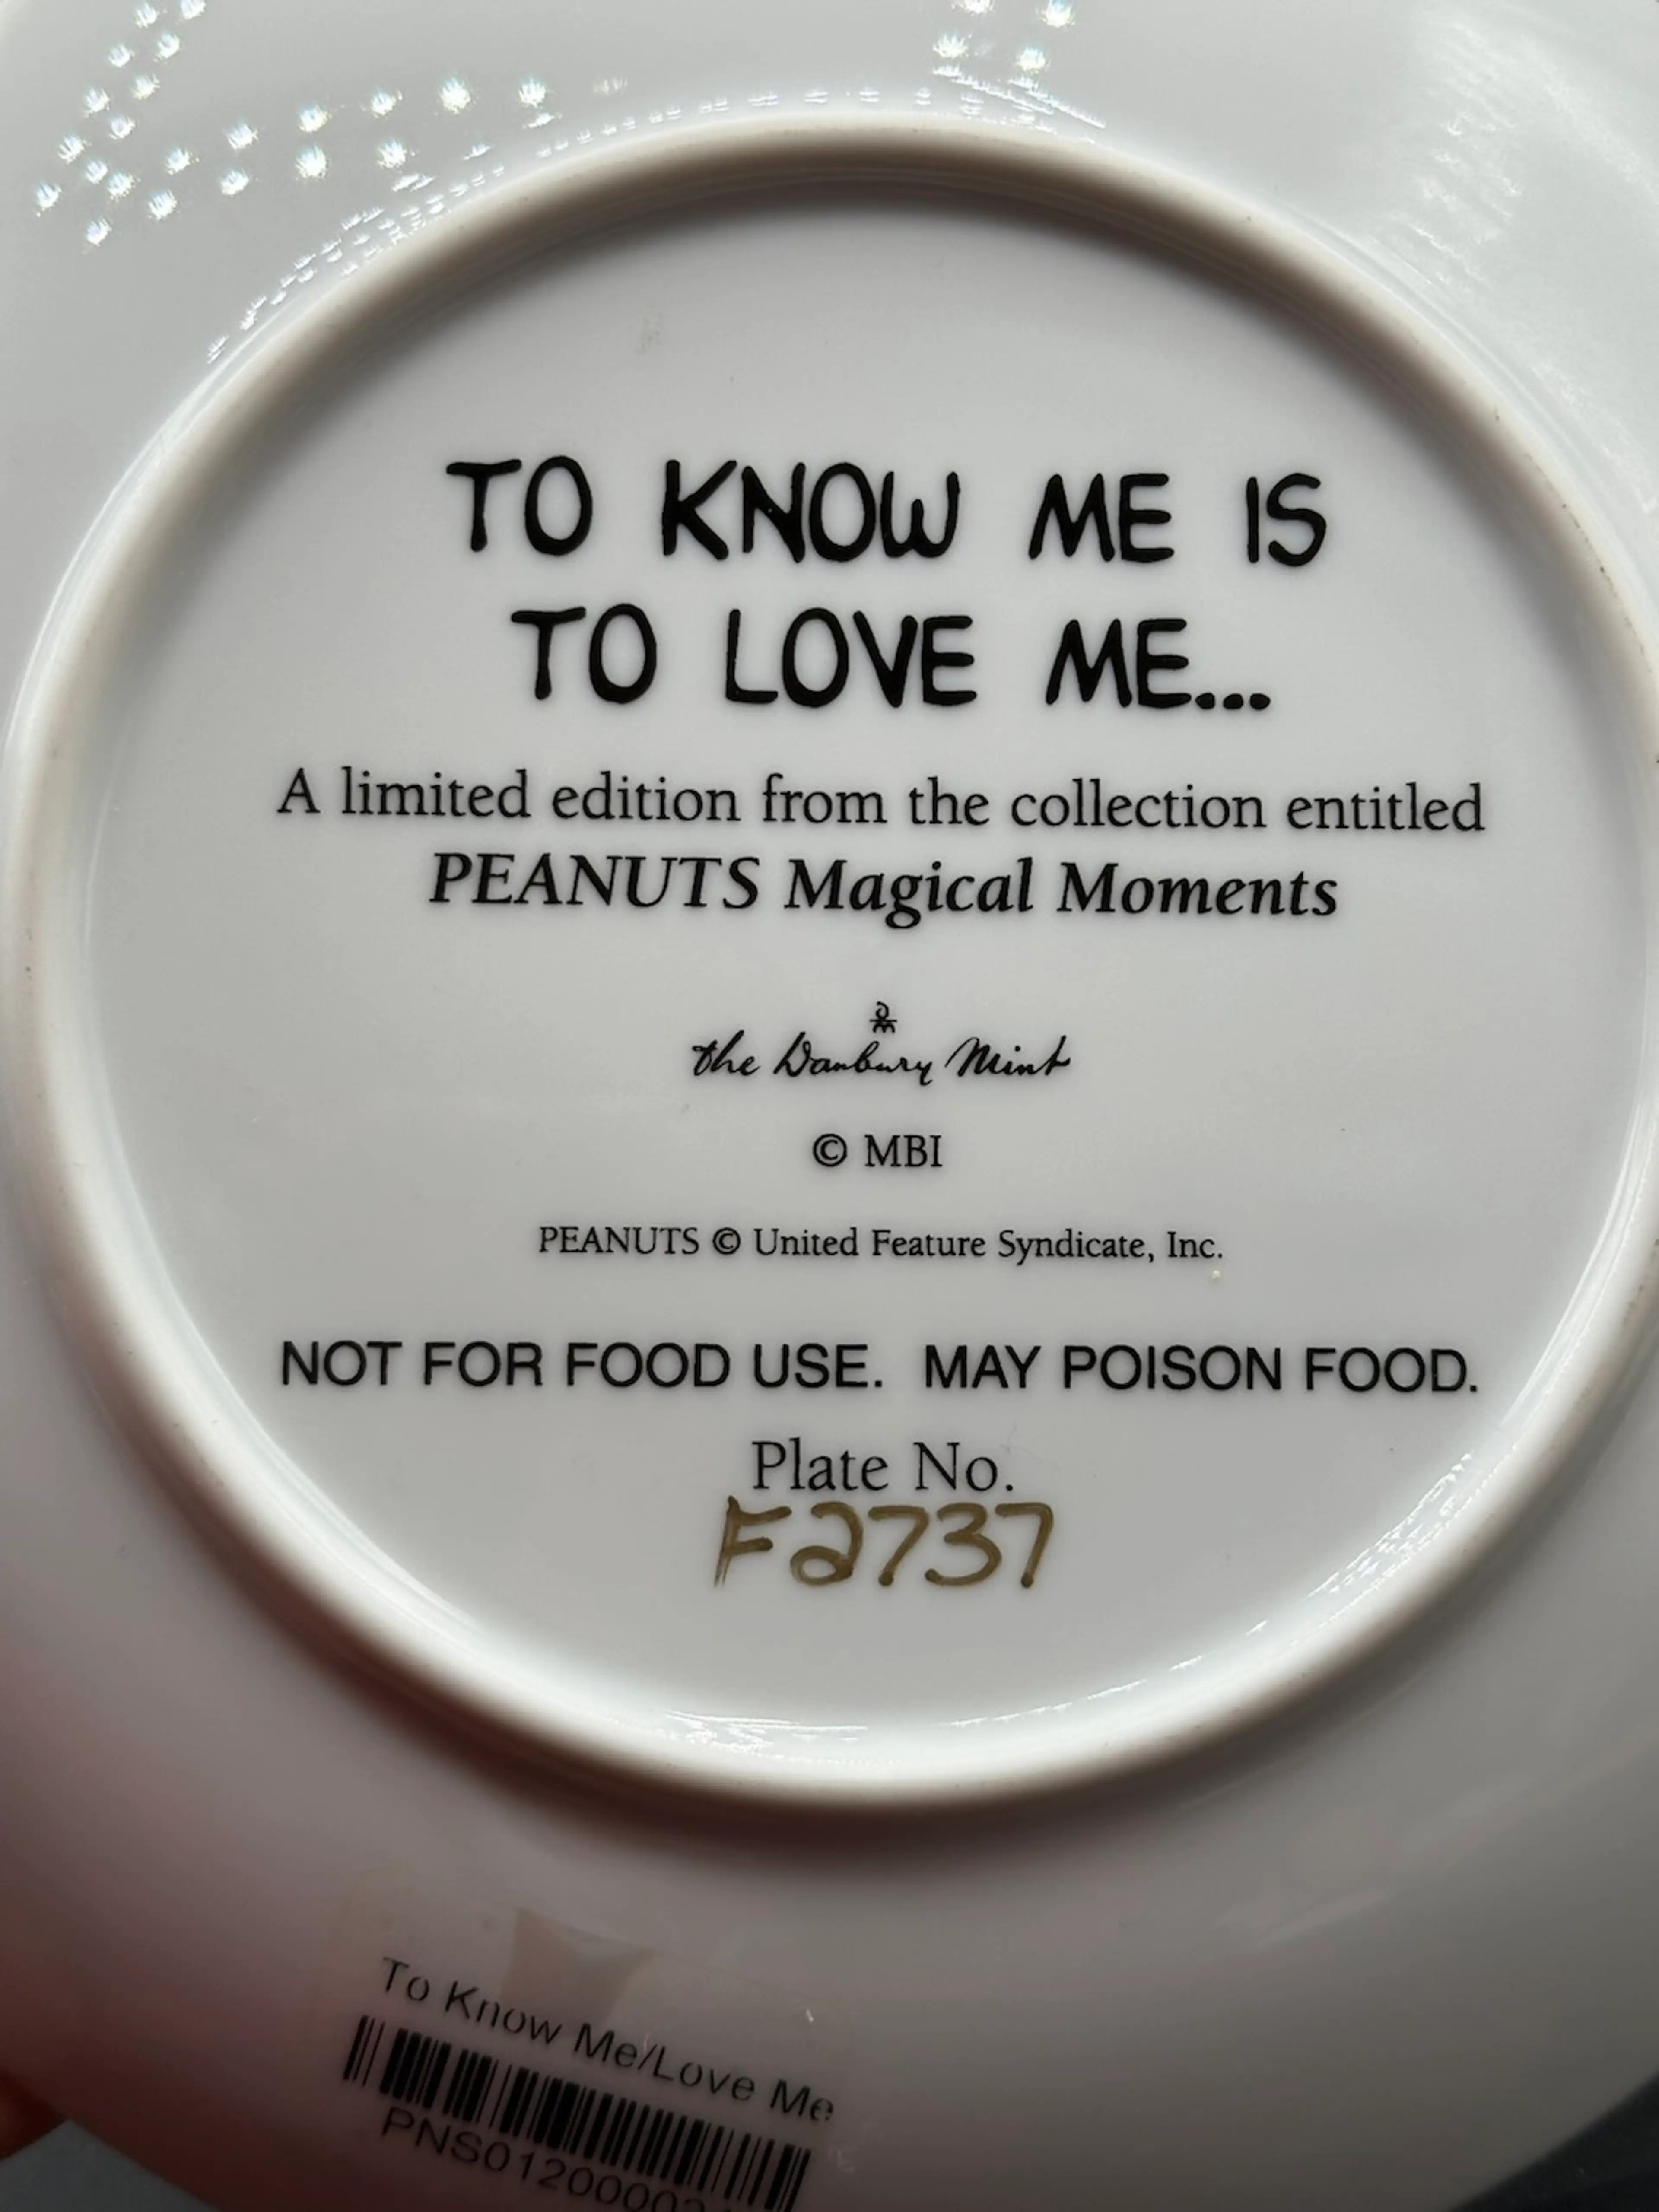 TO KNOW ME IS
TO LOVE ME...
A limited edition from the collection entitled
PEANUTS Magical Moments
the Danbury Mint
© MBI
PEANUTS © United Feature Syndicate, Inc.
NOT FOR FOOD USE. MAY POISON FOOD.
Plate No.
F2737
To Know Me/Love Me